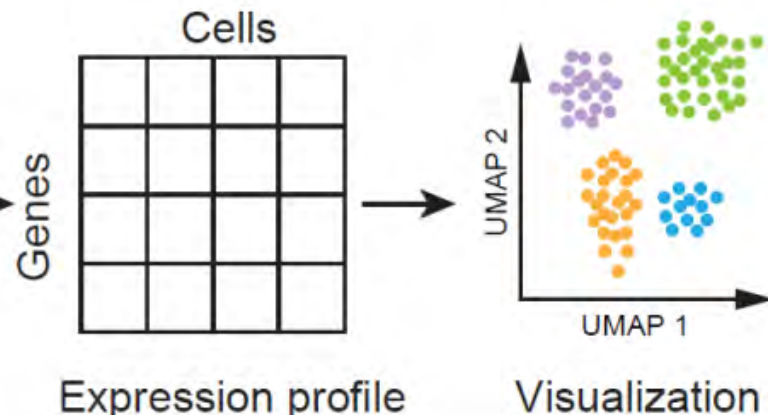 Cells
Genes
Expression profile
UMAP 2
UMAP 1
Visualization